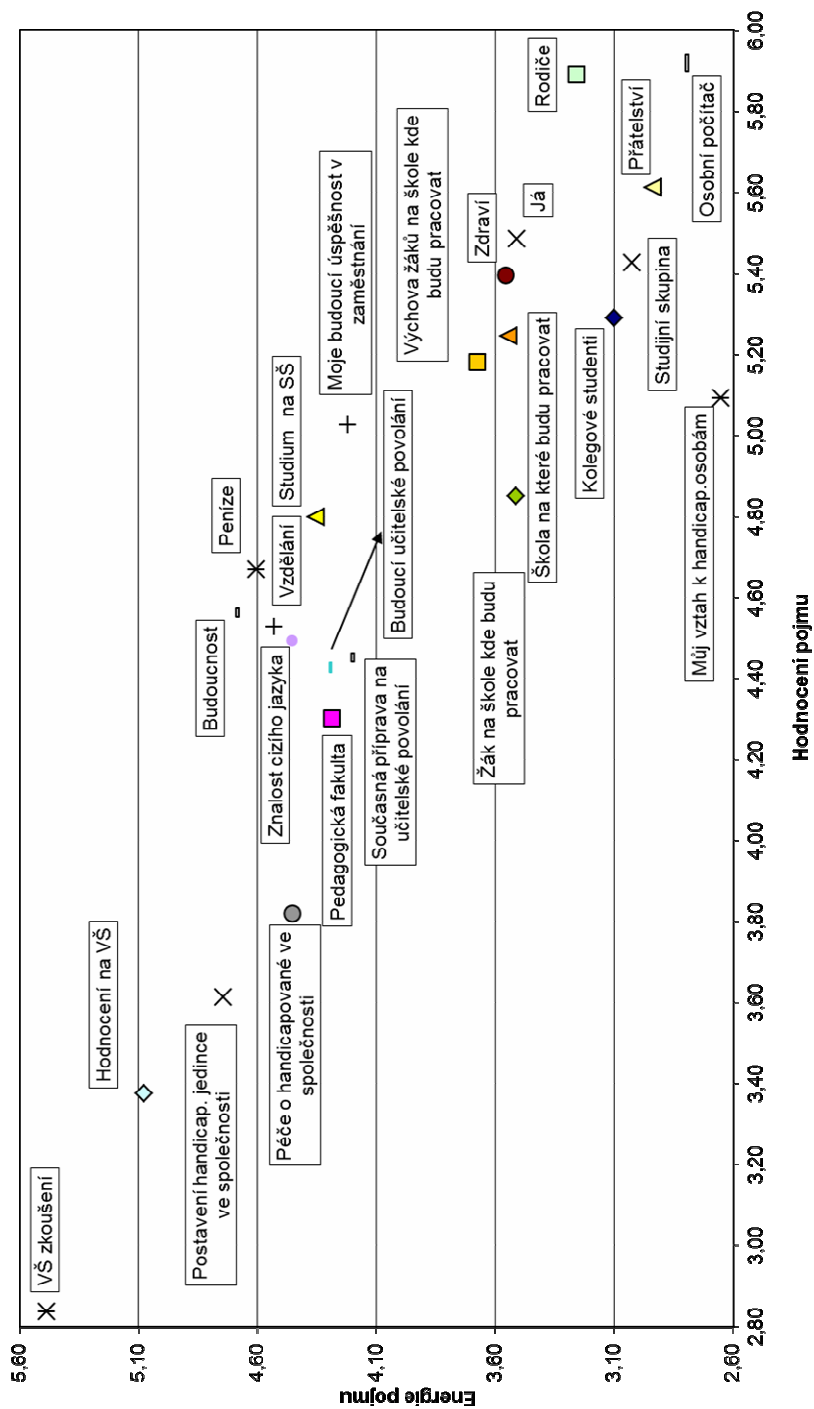 5,60
5,10
4,60
4,10
3,60
3,10
2,60
Energie pojmu
2,80
3,00
3,20
3,40
3,60
3,80
4,00
4,20
4,40
4,60
4,80
5,00
5,20
5,40
5,60
5,80
6,00
Hodnocení pojmu
VŠ zkoušení
Hodnocení na VŠ
Postavení handicap. jedince
ve společnosti
Péče o handicapované ve
společnosti
Budoucnost
Peníze
Znalost cizího jazyka
Vzdělání
Studium na SŠ
Pedagogická fakulta
Současná příprava na
učitelské povolání
Budoucí učitelské povolání
Moje budoucí úspěšnost v
zaměstnání
Výchova žáků na škole kde
budu pracovat
Žák na škole kde budu
pracovat
Škola na které budu pracovat
Zdraví
Já
Rodiče
Kolegové studenti
Studijní skupina
Přátelství
Můj vztah k handicap.osobám
Osobní počítač